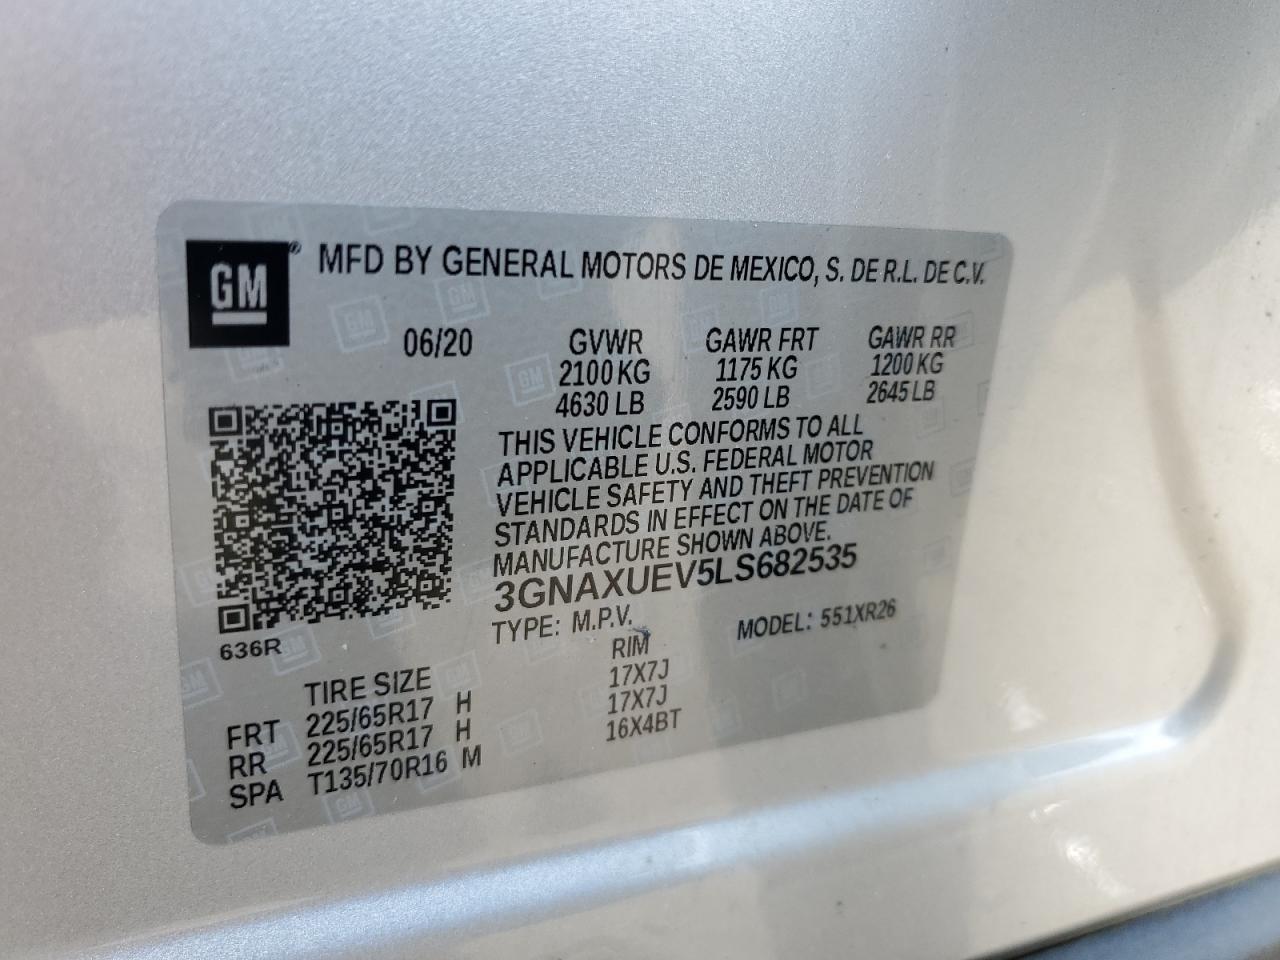 GM® MFD BY GENERAL MOTORS DE MEXICO, S. DE R.L. DE C.V.
06/20 GVWR GAWR FRT GAWR RR
2100 KG 1175 KG 1200 KG
4630 LB 2590 LB 2645 LB
THIS VEHICLE CONFORMS TO ALL
APPLICABLE U.S. FEDERAL MOTOR
VEHICLE SAFETY AND THEFT PREVENTION
STANDARDS IN EFFECT ON THE DATE OF
MANUFACTURE SHOWN ABOVE.
3GNAXUEV5LS682535
TYPE: M.P.V. MODEL: 551XR26
636R
TIRE SIZE RIM
FRT 225/65R17 H 17X7J
RR 225/65R17 H 17X7J
SPA T135/70R16 M 16X4BT